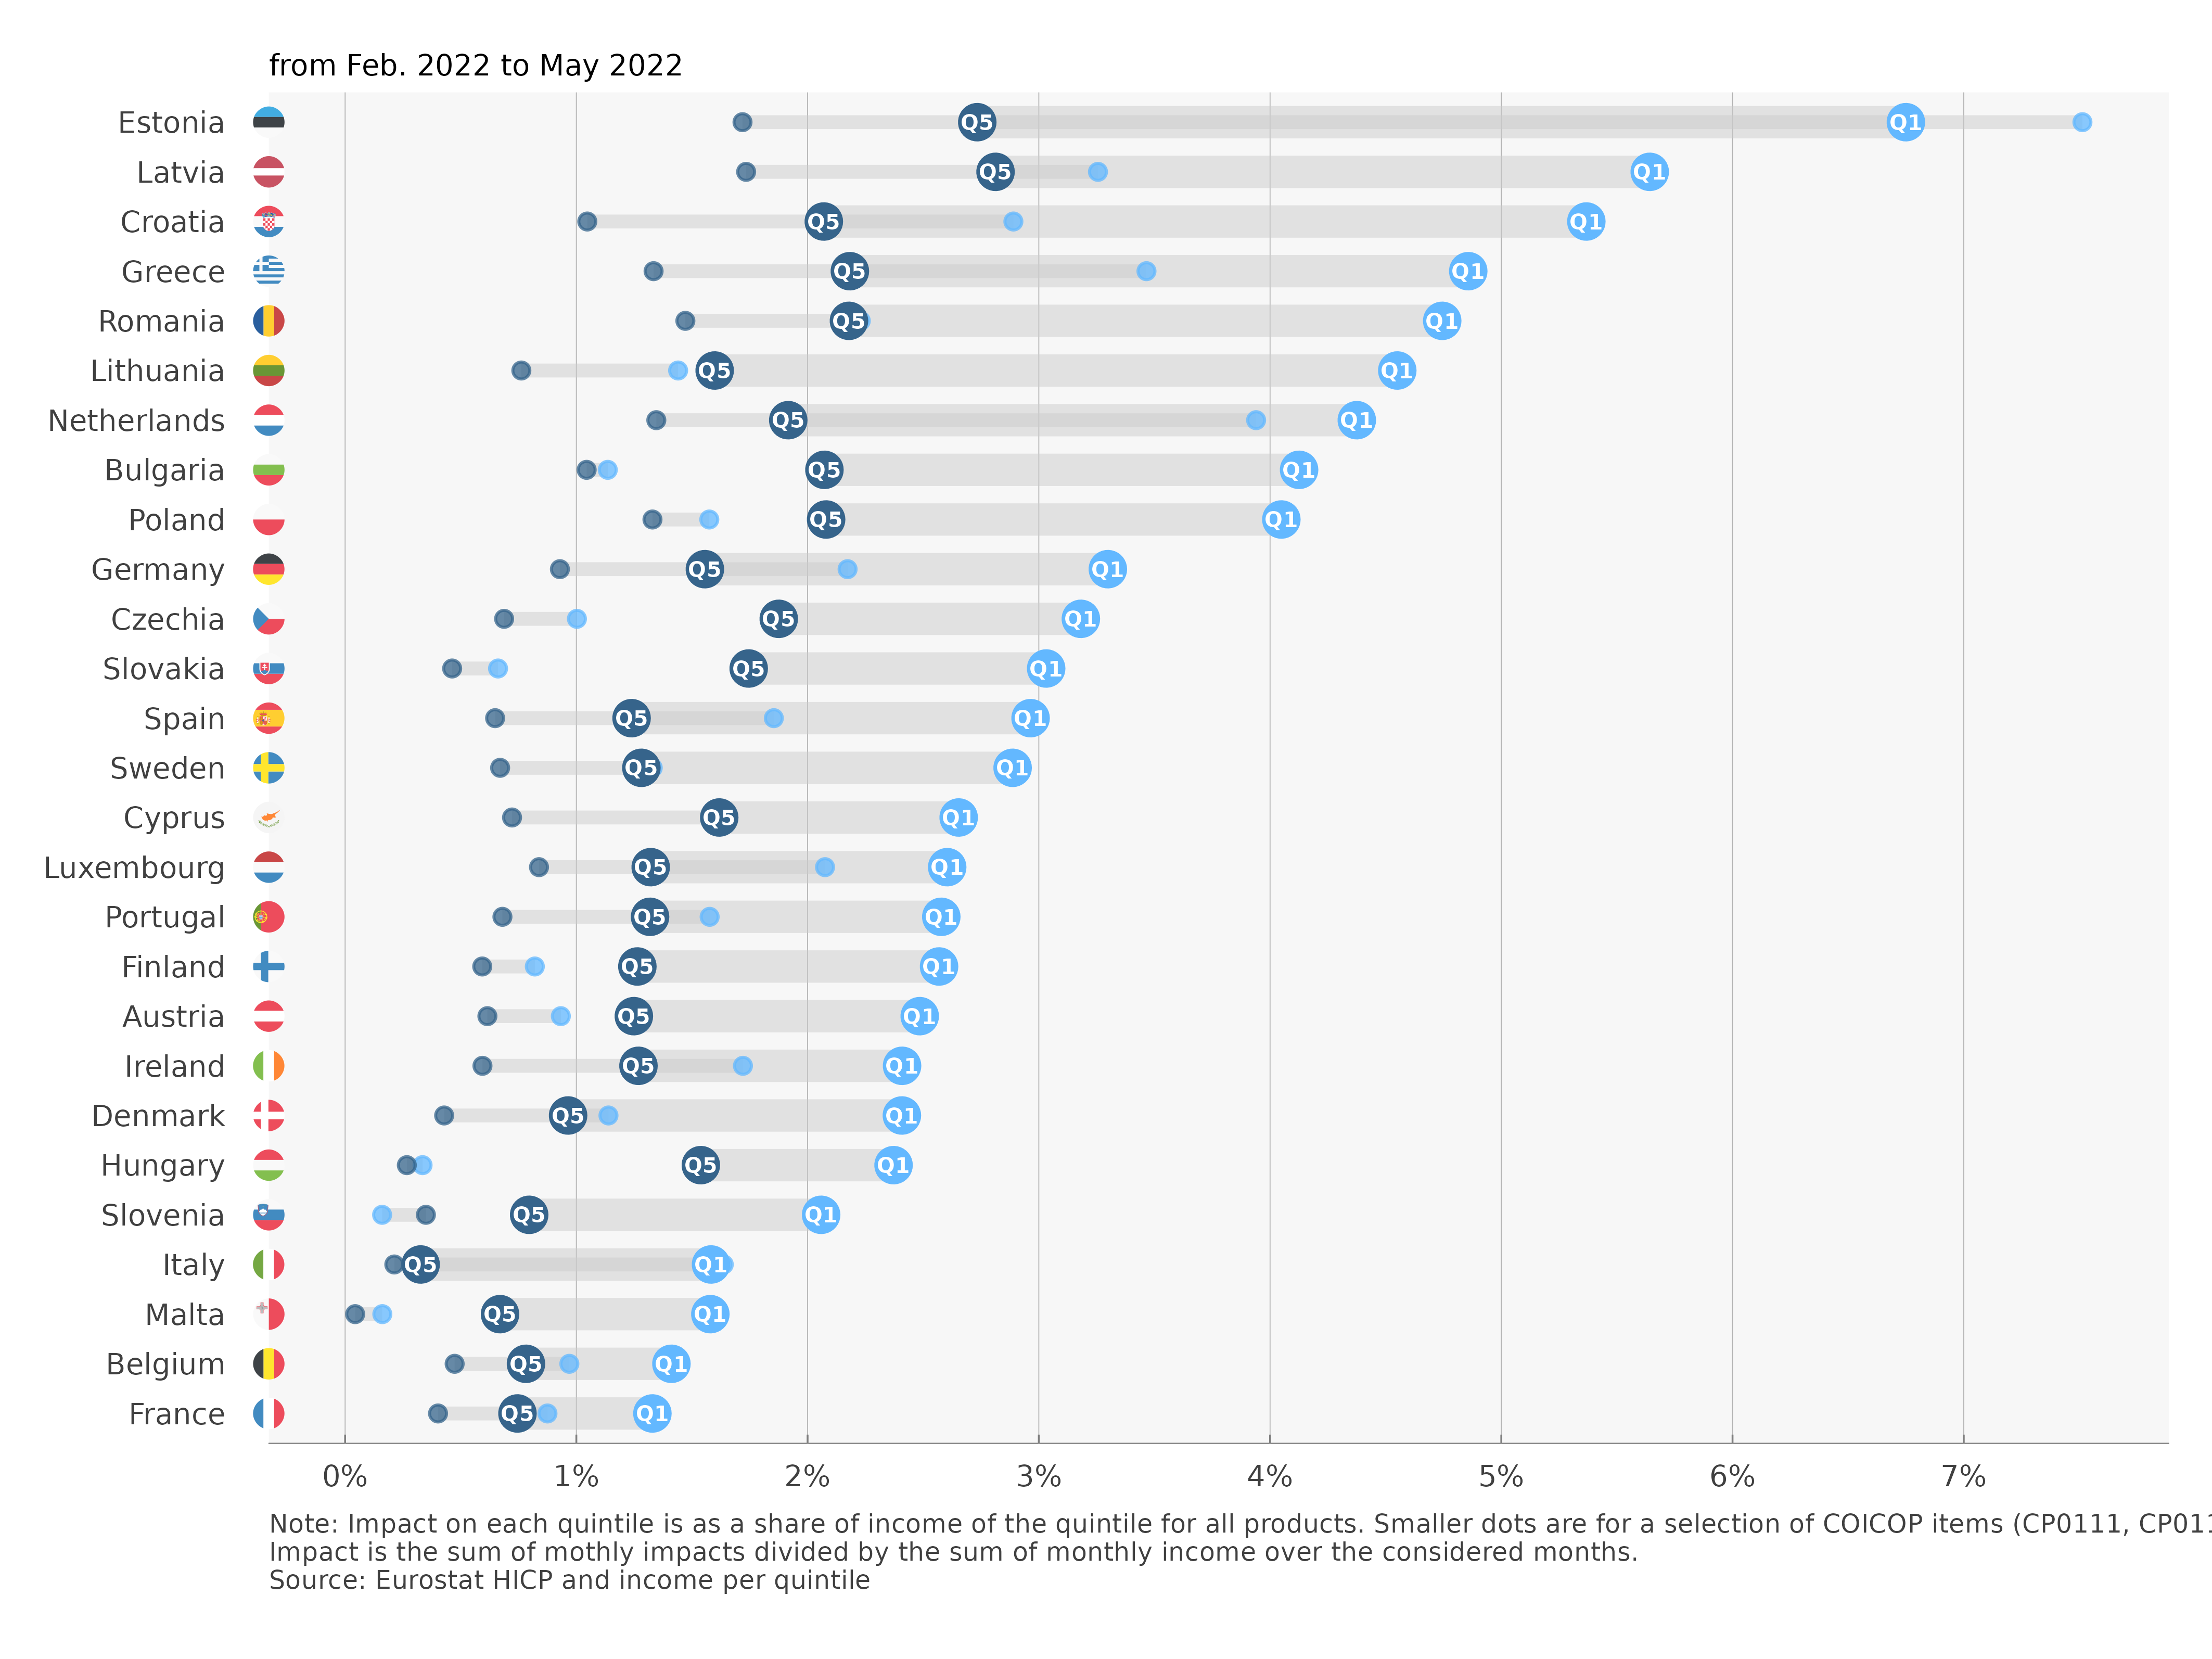 from Feb. 2022 to May 2022
Estonia Q5 Q1
Latvia Q5 Q1
Croatia Q5 Q1
Greece Q5 Q1
Romania Q5 Q1
Lithuania Q5 Q1
Netherlands Q5 Q1
Bulgaria Q5 Q1
Poland Q5 Q1
Germany Q5 Q1
Czechia Q5 Q1
Slovakia Q5 Q1
Spain Q5 Q1
Sweden Q5 Q1
Cyprus Q5 Q1
Luxembourg Q5 Q1
Portugal Q5 Q1
Finland Q5 Q1
Austria Q5 Q1
Ireland Q5 Q1
Denmark Q5 Q1
Hungary Q5 Q1
Slovenia Q5 Q1
Italy Q5 Q1
Malta Q5 Q1
Belgium Q5 Q1
France Q5 Q1
0% 1% 2% 3% 4% 5% 6% 7%
Note: Impact on each quintile is as a share of income of the quintile for all products. Smaller dots are for a selection of COICOP items (CP0111,
Impact is the sum of mothly impacts divided by the sum of monthly income over the considered months.
Source: Eurostat HICP and income per quintile